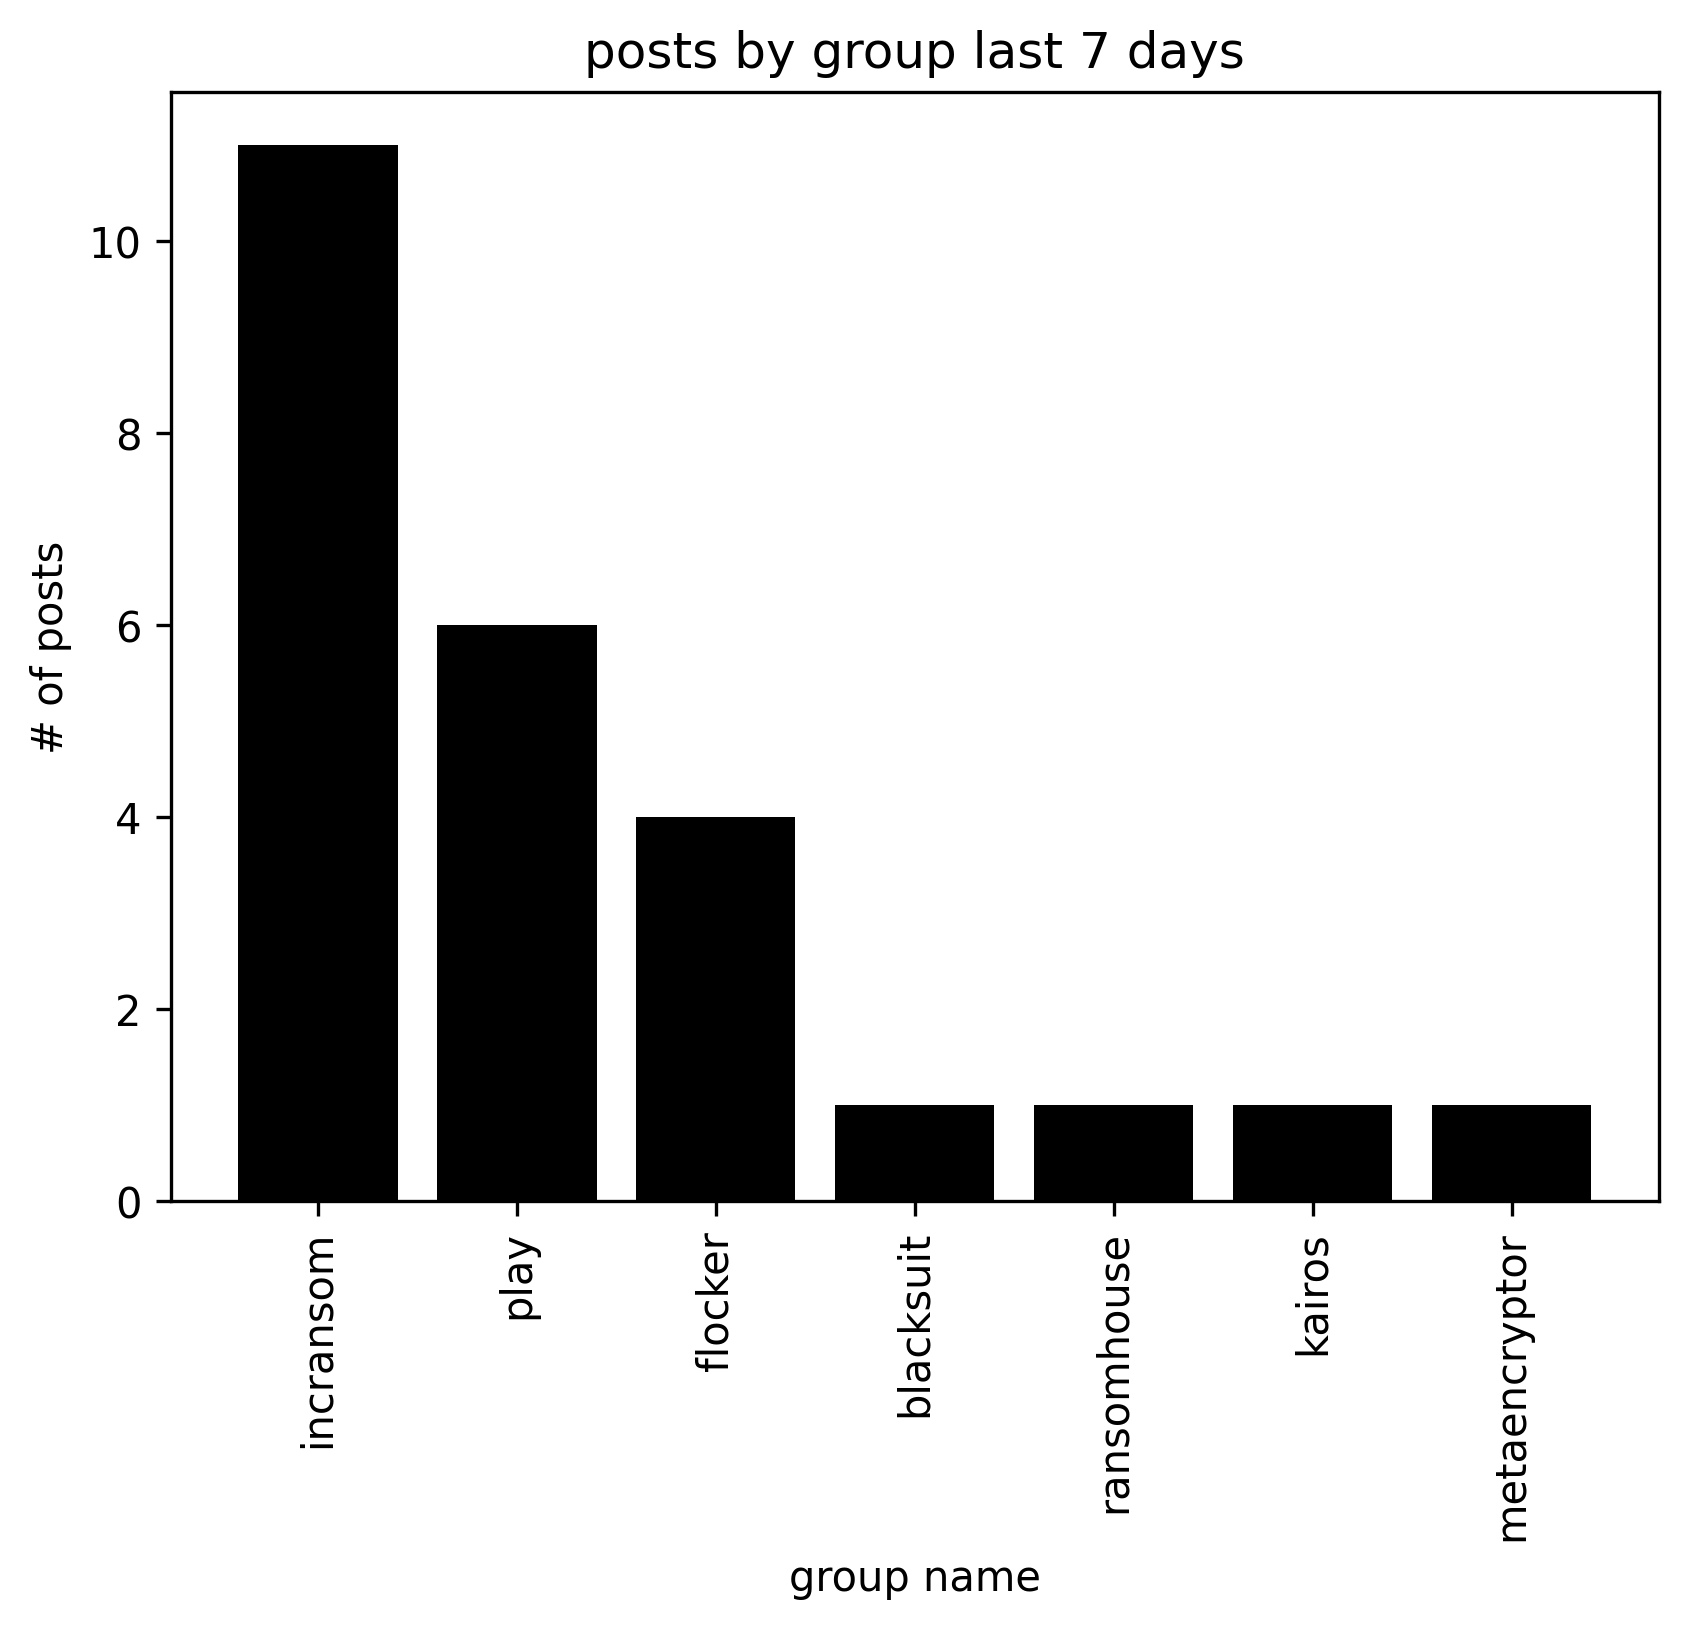 posts by group last 7 days
# of posts
10
8
6
4
2
0
incransom
play
flocker
blacksuit
ransomhouse
kairos
metaencryptor
group name